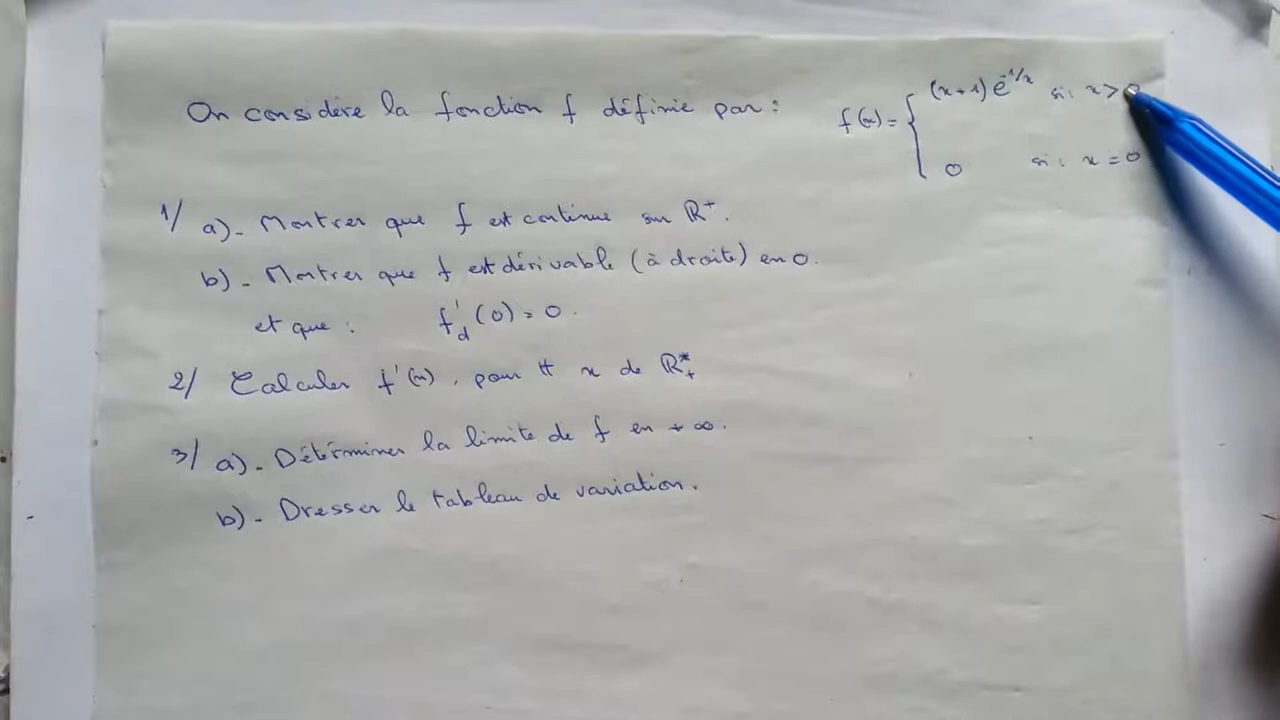 On considère la fonction f définie par : f(x) = { (x+1) e^-1/x si : x > 0
0 si : x = 0
1/ a)- Montrer que f est continue sur ℝ⁺.
b)- Montrer que f est dérivable (à droite) en 0.
et que : f'd (0) = 0.
2/ Calculer f'(x), pour tt x de ℝ*₊
3/ a)- Détérminer la limite de f en +∞.
b)- Dresser le tableau de variation.